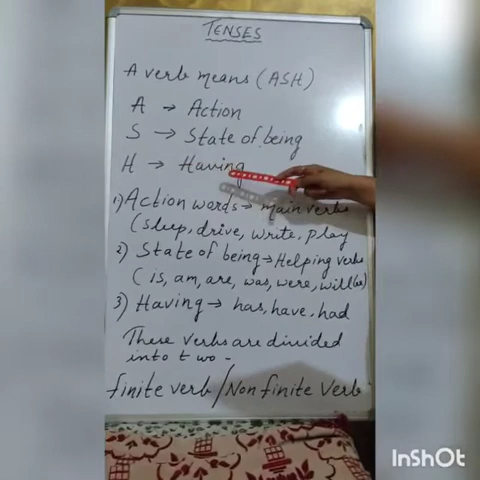 TENSES
A verb means (ASH)
A → Action
S → State of being
H → Having
1) Action words → main verbs
(sleep, drive, write, play
2) State of being → Helping verbs
(is, am, are, was, were, will(be)
3) Having → has, have, had
These verbs are divided
into two -
finite verb / Non finite Verb
InShOt